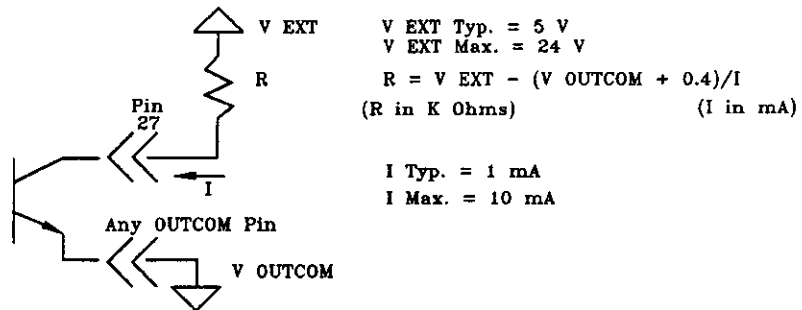 V EXT
V EXT Typ. = 5 V
V EXT Max. = 24 V
R
R = V EXT - (V OUTCOM + 0.4)/I
(R in K Ohms) (I in mA)
Pin
27
I
I Typ. = 1 mA
I Max. = 10 mA
Any OUTCOM Pin
V OUTCOM